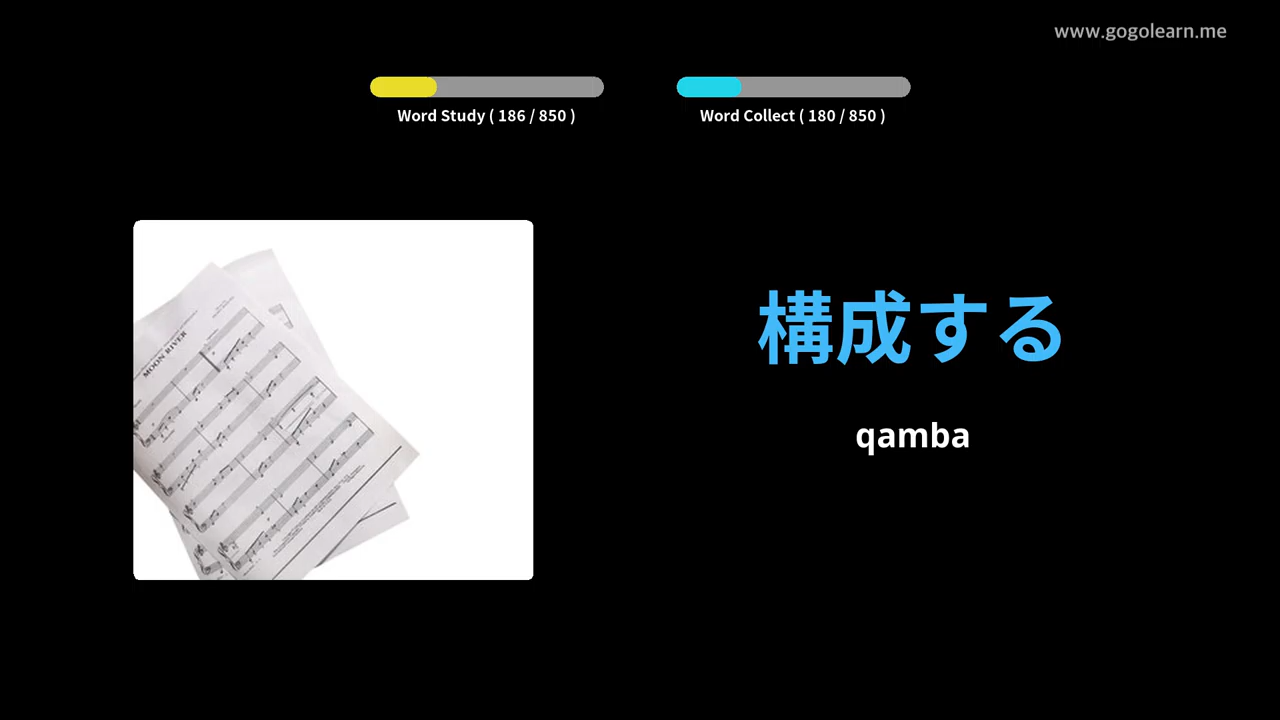 www.gogolearn.me
Word Study ( 186 / 850 )
Word Collect ( 180 / 850 )
MOON RIVER
構成する
qamba